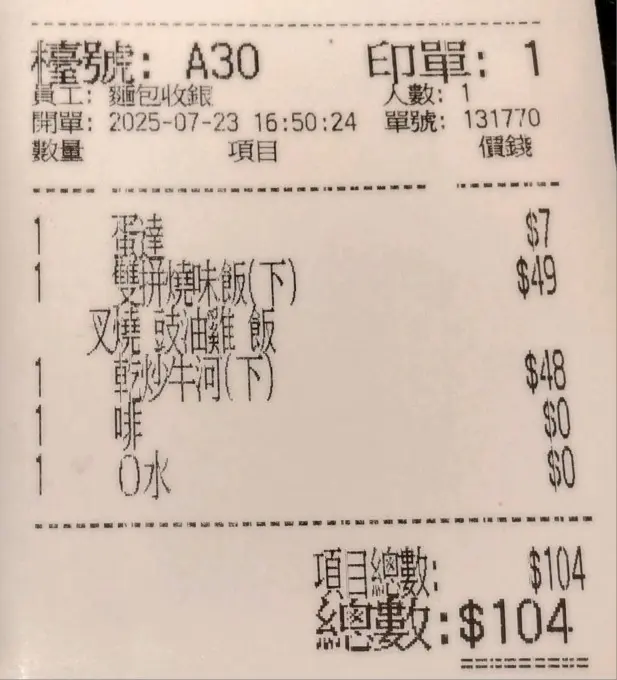 檯號: A30 印單: 1
員工: 麵包收銀 人數: 1
開單: 2025-07-23 16:50:24 單號: 131770
數量 項目 價錢
1 蛋達 $7
1 雙拼燒味飯(下) $49
叉燒 豉油雞 飯
1 乾炒牛河(下) $48
1 啡 $0
1 O水 $0
項目總數: $104
總數:$104